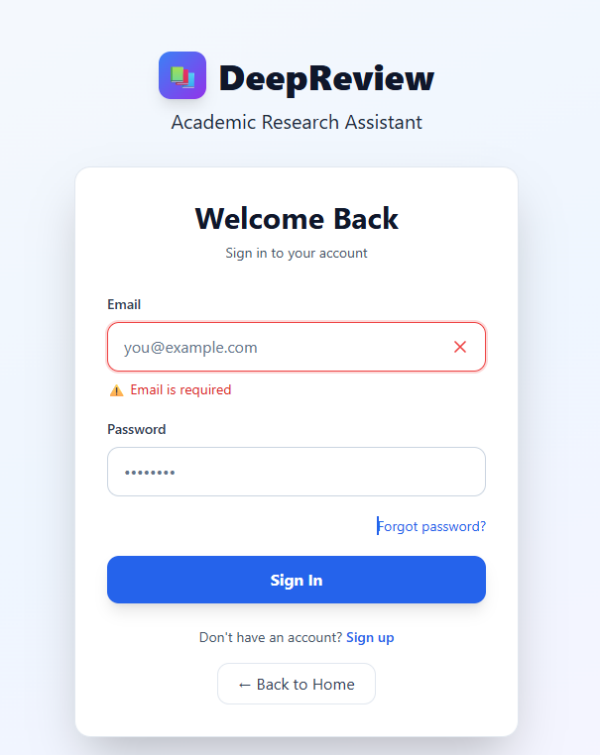 DeepReview
Academic Research Assistant
Welcome Back
Sign in to your account
Email
you@example.com
⚠️ Email is required
Password
••••••••
Forgot password?
Sign In
Don't have an account? Sign up
← Back to Home